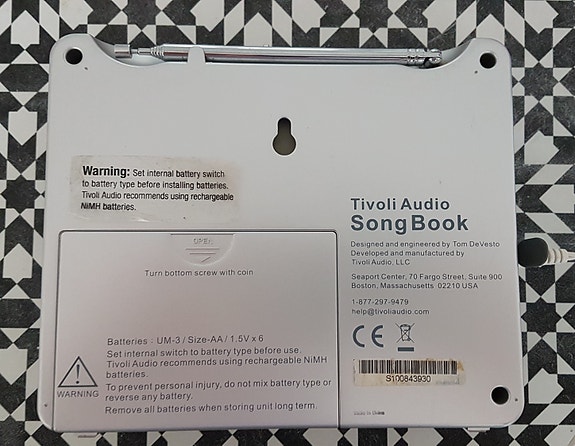 Warning: Set internal battery switch
to battery type before installing batteries.
Tivoli Audio recommends using rechargeable
NiMH batteries.
Tivoli Audio
SongBook
Designed and engineered by Tom DeVesto
Developed and manufactured by
Tivoli Audio, LLC
Seaport Center, 70 Fargo Street, Suite 900
Boston, Massachusetts 02210 USA
1-877-297-9479
help@tivoliaudio.com
CE
S100843930
Made in China
OPEN
Turn bottom screw with coin
Batteries : UM-3 / Size-AA / 1.5V x 6
Set internal switch to battery type before use.
Tivoli Audio recommends using rechargeable NiMH
batteries.
To prevent personal injury, do not mix battery type or
reverse any battery.
Remove all batteries when storing unit long term.
WARNING